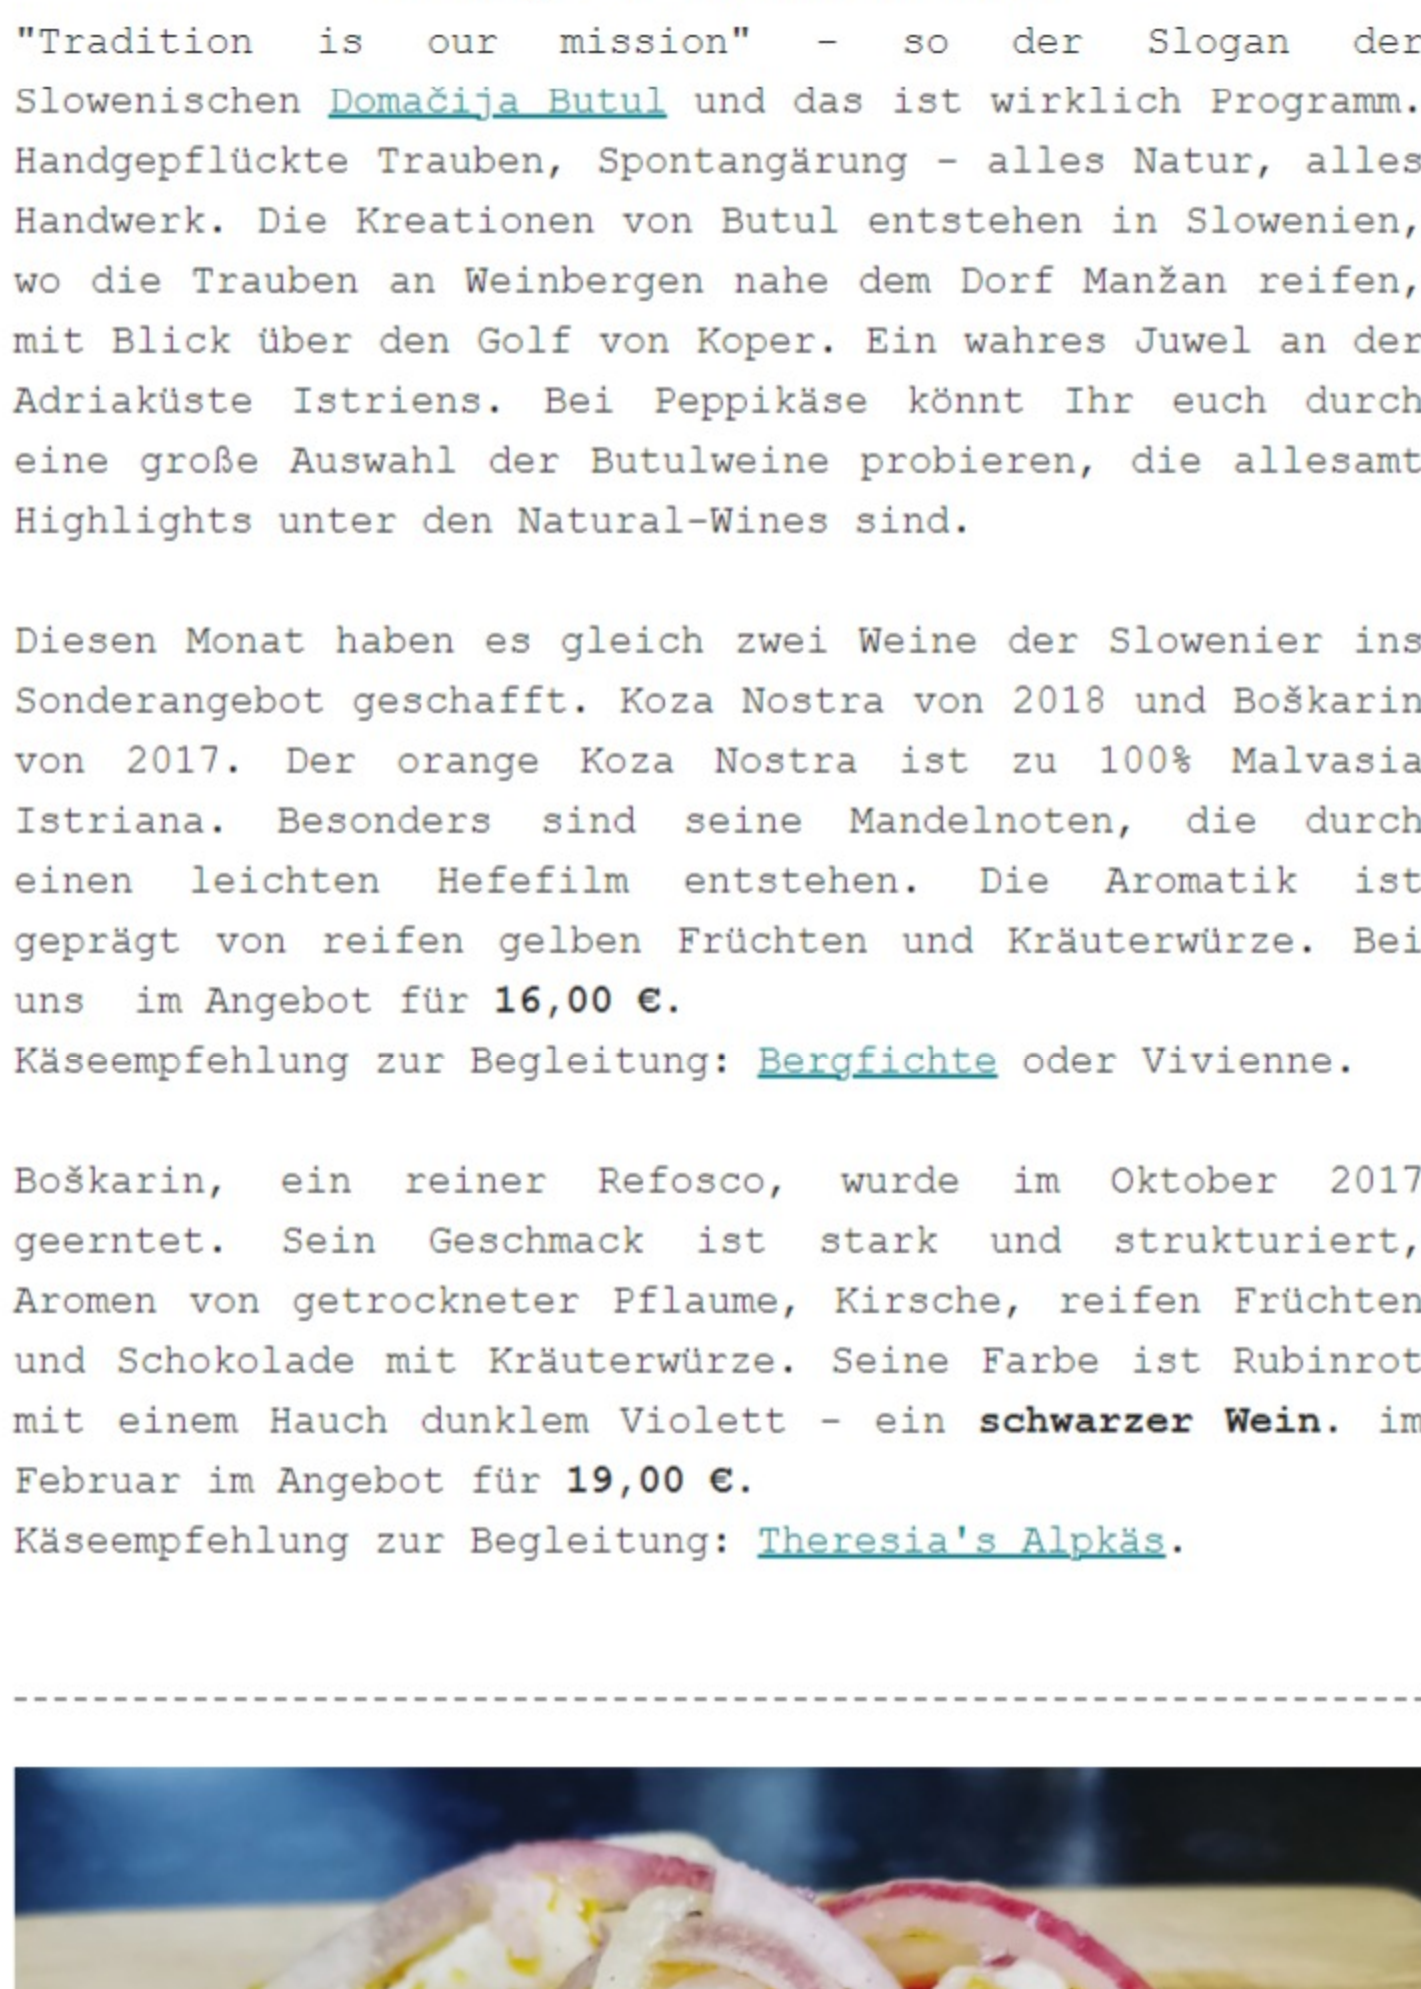 "Tradition is our mission" – so der Slogan der
Slowenischen Domačija Butul und das ist wirklich Programm.
Handgepflückte Trauben, Spontangärung – alles Natur, alles
Handwerk. Die Kreationen von Butul entstehen in Slowenien,
wo die Trauben an Weinbergen nahe dem Dorf Manžan reifen,
mit Blick über den Golf von Koper. Ein wahres Juwel an der
Adriaküste Istriens. Bei Peppikäse könnt Ihr euch durch
eine große Auswahl der Butulweine probieren, die allesamt
Highlights unter den Natural-Wines sind.
Diesen Monat haben es gleich zwei Weine der Slowenier ins
Sonderangebot geschafft. Koza Nostra von 2018 und Boškarin
von 2017. Der orange Koza Nostra ist zu 100% Malvasia
Istriana. Besonders sind seine Mandelnoten, die durch
einen leichten Hefefilm entstehen. Die Aromatik ist
geprägt von reifen gelben Früchten und Kräuterwürze. Bei
uns im Angebot für 16,00 €.
Käseempfehlung zur Begleitung: Bergfichte oder Vivienne.
Boškarin, ein reiner Refosco, wurde im Oktober 2017
geerntet. Sein Geschmack ist stark und strukturiert,
Aromen von getrockneter Pflaume, Kirsche, reifen Früchten
und Schokolade mit Kräuterwürze. Seine Farbe ist Rubinrot
mit einem Hauch dunklem Violett – ein schwarzer Wein. im
Februar im Angebot für 19,00 €.
Käseempfehlung zur Begleitung: Theresia's Alpkäs.